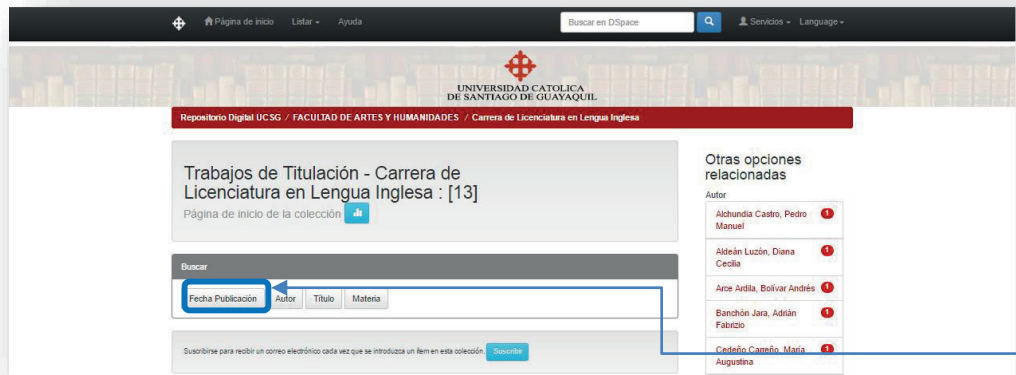 Página de inicio Listar Ayuda Buscar en DSpace Servicios Language
UNIVERSIDAD CATOLICA
DE SANTIAGO DE GUAYAQUIL
Repositorio Digital UCSG / FACULTAD DE ARTES Y HUMANIDADES / Carrera de Licenciatura en Lengua Inglesa
Trabajos de Titulación - Carrera de
Licenciatura en Lengua Inglesa : [13]
Página de inicio de la colección
Buscar
Fecha Publicación Autor Título Materia
Suscribirse para recibir un correo electrónico cada vez que se introduzca un ítem en esta colección. Suscribir
Otras opciones
relacionadas
Autor
Alchundia Castro, Pedro 1
Manuel
Aldeán Luzón, Diana 1
Cecilia
Arce Ardila, Bolívar Andrés 1
Banchón Jara, Adrián 1
Fabrizio
Cedeño Carreño, María 1
Augustina